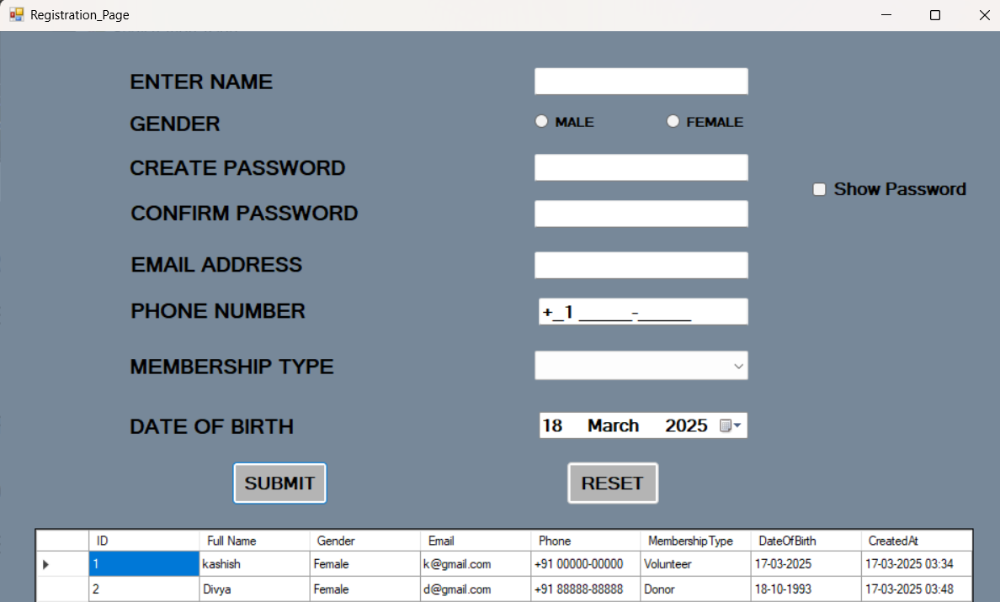 Registration_Page
ENTER NAME
GENDER MALE FEMALE
CREATE PASSWORD
Show Password
CONFIRM PASSWORD
EMAIL ADDRESS
PHONE NUMBER +_1 _____-_____
MEMBERSHIP TYPE
DATE OF BIRTH 18 March 2025
SUBMIT RESET
ID Full Name Gender Email Phone MembershipType DateOfBirth CreatedAt
1 kashish Female k@gmail.com +91 00000-00000 Volunteer 17-03-2025 17-03-2025 03:34
2 Divya Female d@gmail.com +91 88888-88888 Donor 18-10-1993 17-03-2025 03:48